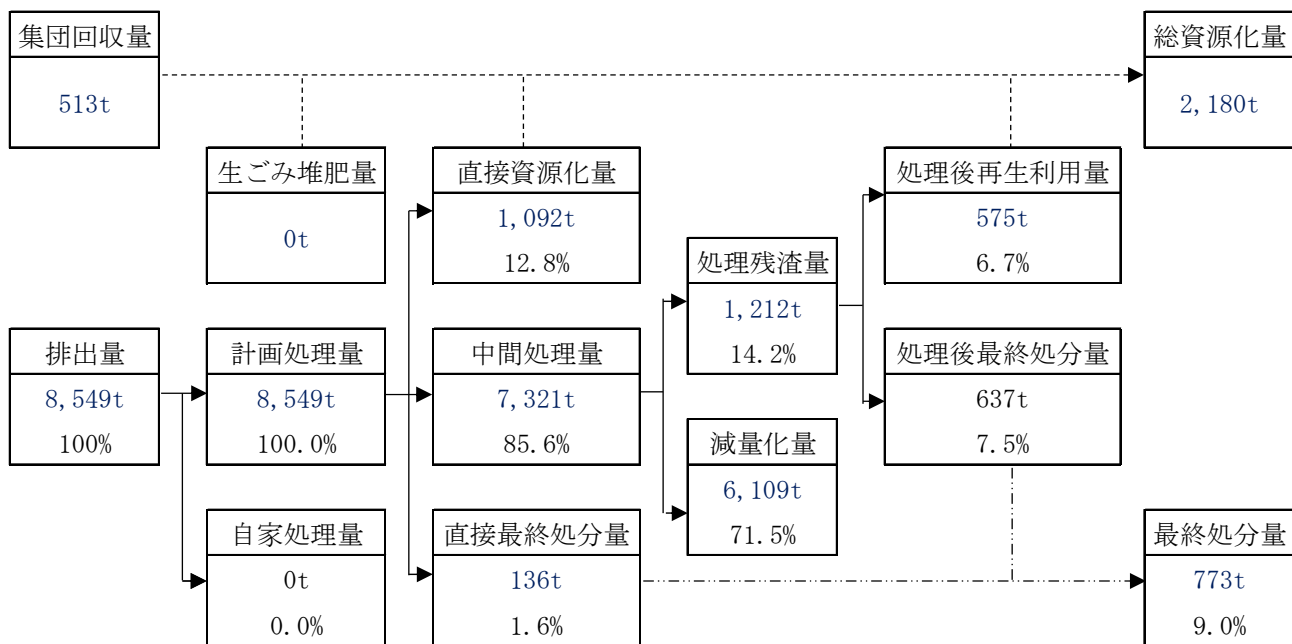 集団回収量
513t
総資源化量
2,180t
生ごみ堆肥量
0t
直接資源化量
1,092t
12.8%
処理後再生利用量
575t
6.7%
処理残渣量
1,212t
14.2%
排出量
8,549t
100%
計画処理量
8,549t
100.0%
中間処理量
7,321t
85.6%
処理後最終処分量
637t
7.5%
減量化量
6,109t
71.5%
自家処理量
0t
0.0%
直接最終処分量
136t
1.6%
最終処分量
773t
9.0%